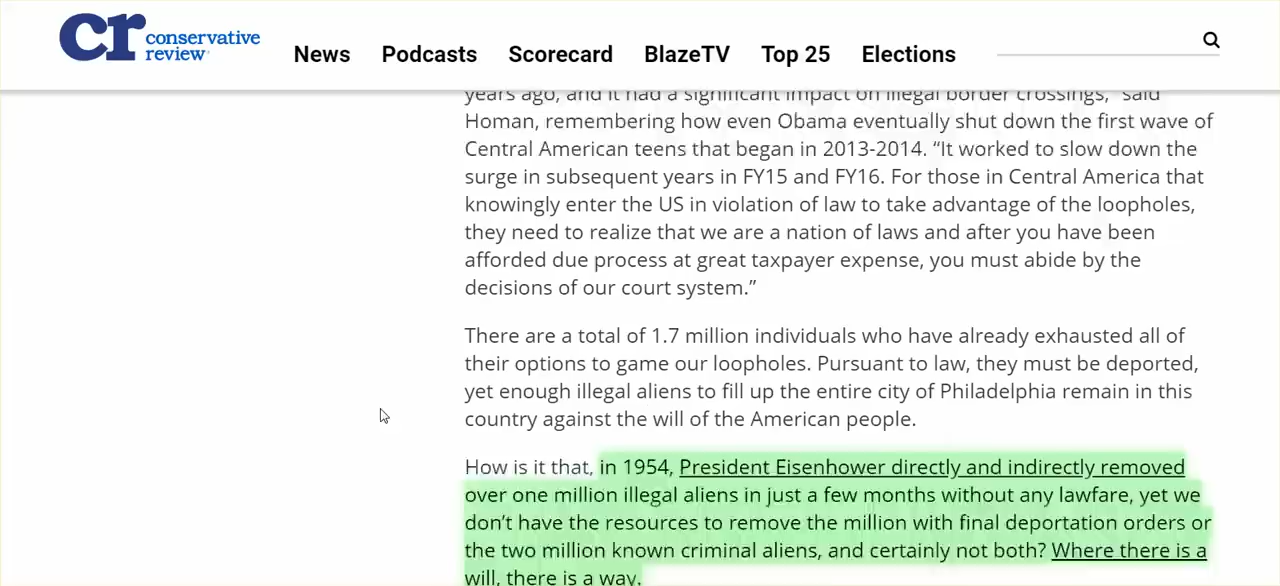 cr conservative
review
News Podcasts Scorecard BlazeTV Top 25 Elections
years ago, and it had a significant impact on illegal border crossings," said
Homan, remembering how even Obama eventually shut down the first wave of
Central American teens that began in 2013-2014. “It worked to slow down the
surge in subsequent years in FY15 and FY16. For those in Central America that
knowingly enter the US in violation of law to take advantage of the loopholes,
they need to realize that we are a nation of laws and after you have been
afforded due process at great taxpayer expense, you must abide by the
decisions of our court system.”
There are a total of 1.7 million individuals who have already exhausted all of
their options to game our loopholes. Pursuant to law, they must be deported,
yet enough illegal aliens to fill up the entire city of Philadelphia remain in this
country against the will of the American people.
How is it that, in 1954, President Eisenhower directly and indirectly removed
over one million illegal aliens in just a few months without any lawfare, yet we
don’t have the resources to remove the million with final deportation orders or
the two million known criminal aliens, and certainly not both? Where there is a
will, there is a way.